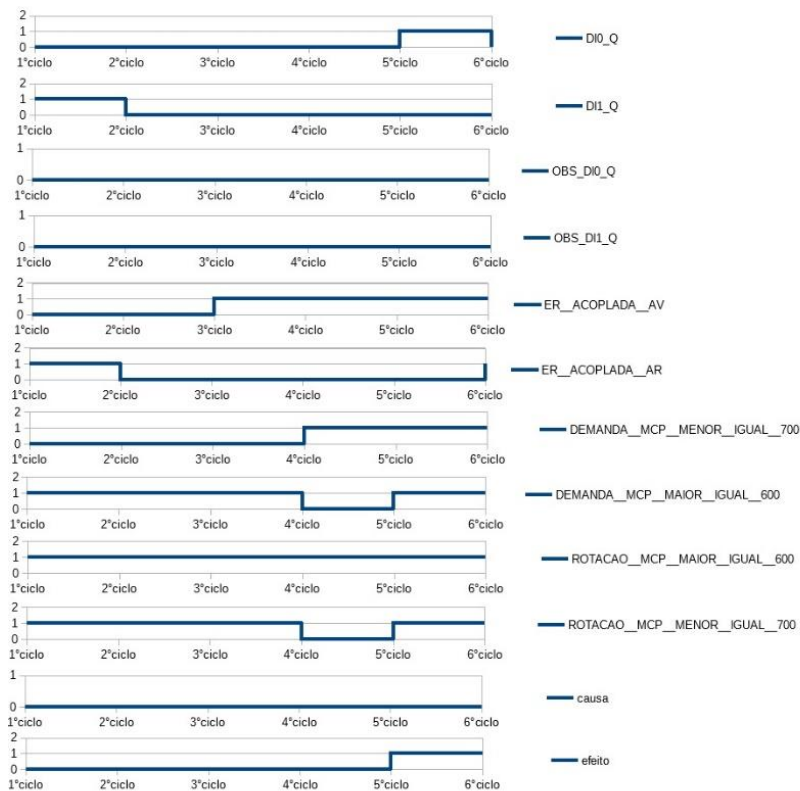 2
1
0
1°ciclo 2°ciclo 3°ciclo 4°ciclo 5°ciclo 6°ciclo
DI0_Q
2
1
0
1°ciclo 2°ciclo 3°ciclo 4°ciclo 5°ciclo 6°ciclo
DI1_Q
1
0
1°ciclo 2°ciclo 3°ciclo 4°ciclo 5°ciclo 6°ciclo
OBS_DI0_Q
1
0
1°ciclo 2°ciclo 3°ciclo 4°ciclo 5°ciclo 6°ciclo
OBS_DI1_Q
2
1
0
1°ciclo 2°ciclo 3°ciclo 4°ciclo 5°ciclo 6°ciclo
ER__ACOPLADA__AV
2
1
0
1°ciclo 2°ciclo 3°ciclo 4°ciclo 5°ciclo 6°ciclo
ER__ACOPLADA__AR
2
1
0
1°ciclo 2°ciclo 3°ciclo 4°ciclo 5°ciclo 6°ciclo
DEMANDA__MCP__MENOR__IGUAL__700
2
1
0
1°ciclo 2°ciclo 3°ciclo 4°ciclo 5°ciclo 6°ciclo
DEMANDA__MCP__MAIOR__IGUAL__600
2
1
0
1°ciclo 2°ciclo 3°ciclo 4°ciclo 5°ciclo 6°ciclo
ROTACAO__MCP__MAIOR__IGUAL__600
2
1
0
1°ciclo 2°ciclo 3°ciclo 4°ciclo 5°ciclo 6°ciclo
ROTACAO__MCP__MENOR__IGUAL__700
1
0
1°ciclo 2°ciclo 3°ciclo 4°ciclo 5°ciclo 6°ciclo
causa
2
1
0
1°ciclo 2°ciclo 3°ciclo 4°ciclo 5°ciclo 6°ciclo
efeito